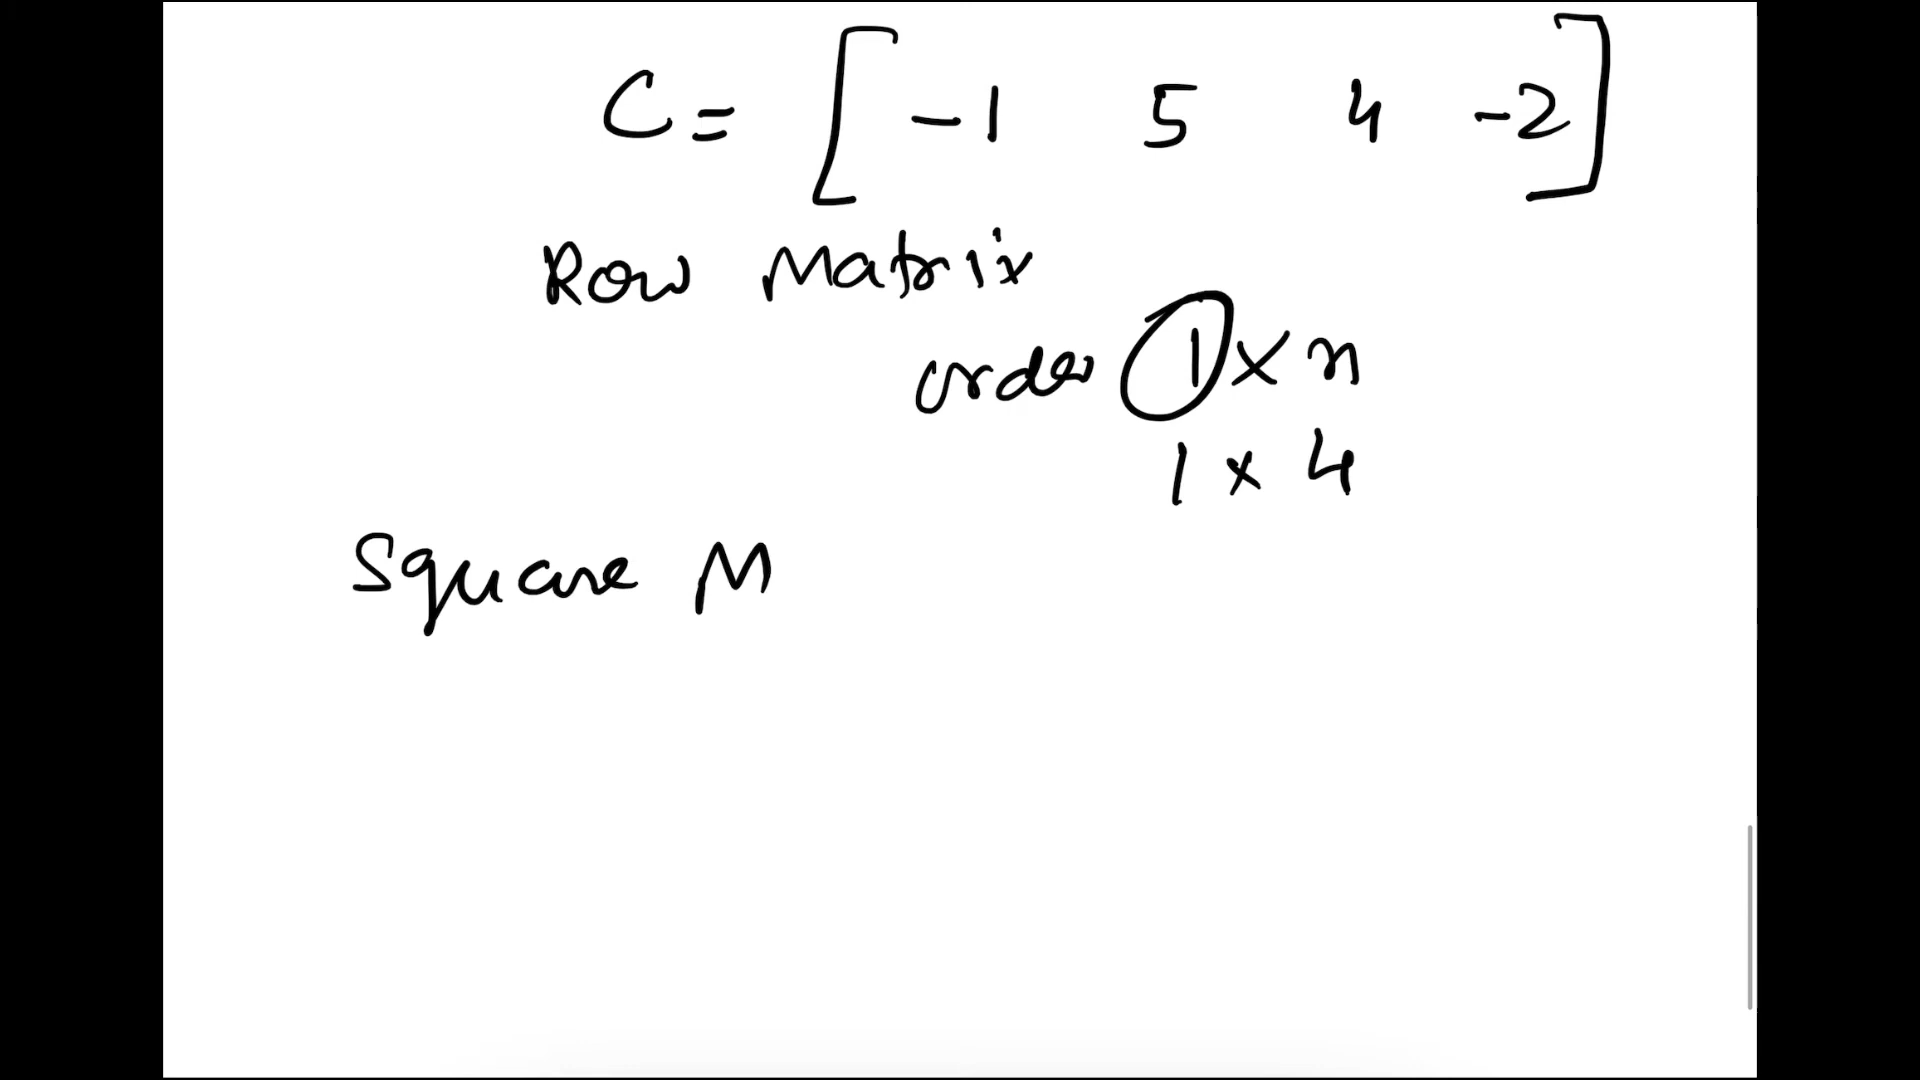 C = [ -1 5 4 -2 ]
Row Matrix
order 1 × n
1 × 4
Square M